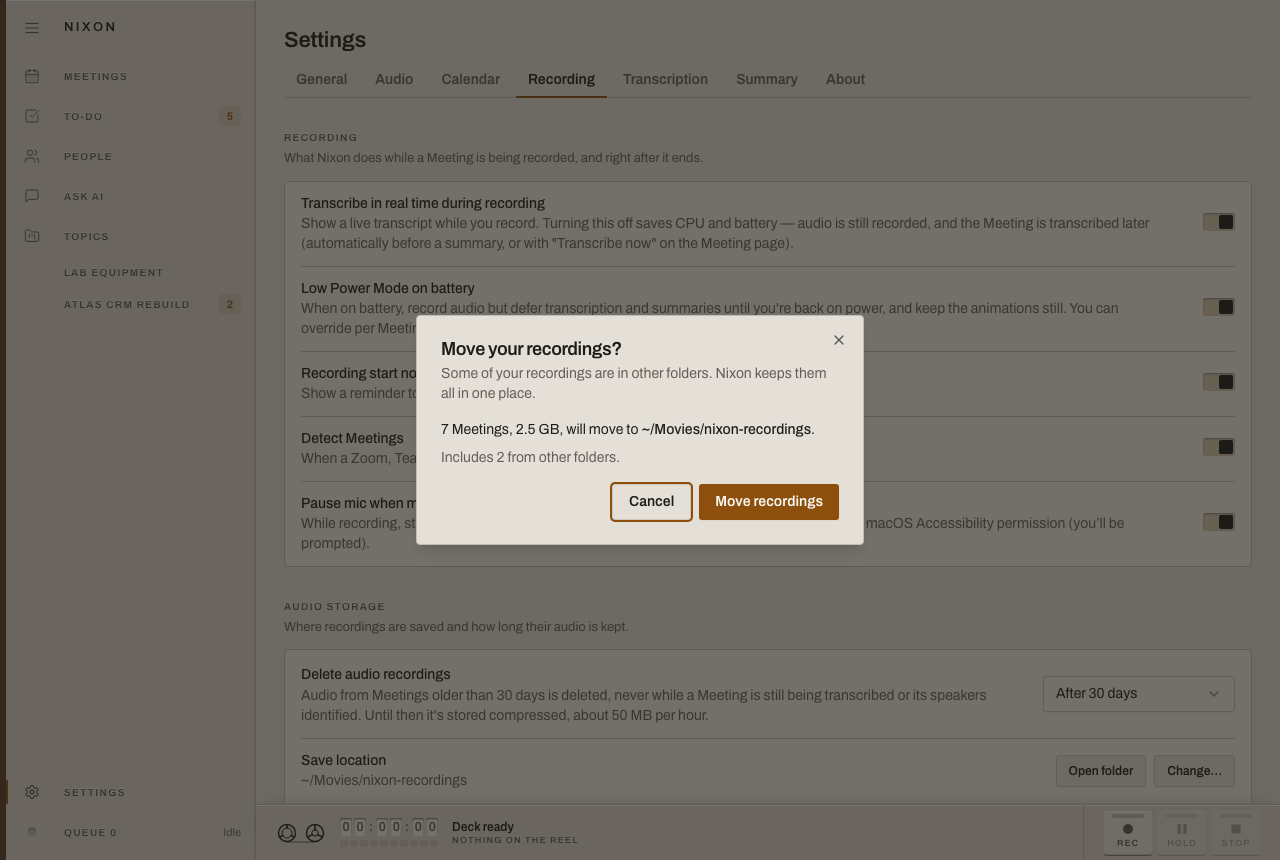 NIXON
MEETINGS
TO-DO 5
PEOPLE
ASK AI
TOPICS
LAB EQUIPMENT
ATLAS CRM REBUILD 2
SETTINGS
QUEUE 0 Idle
Settings
General Audio Calendar Recording Transcription Summary About
RECORDING
What Nixon does while a Meeting is being recorded, and right after it ends.
Transcribe in real time during recording
Show a live transcript while you record. Turning this off saves CPU and battery — audio is still recorded, and the Meeting is transcribed later
(automatically before a summary, or with "Transcribe now" on the Meeting page).
Low Power Mode on battery
When on battery, record audio but defer transcription and summaries until you're back on power, and keep the animations still. You can
override per
Recording start
Show a reminder
Detect Meetings
When a Zoom,
Pause mic when
While recording, macOS Accessibility permission (you'll be
prompted).
Move your recordings?
Some of your recordings are in other folders. Nixon keeps them
all in one place.
7 Meetings, 2.5 GB, will move to ~/Movies/nixon-recordings.
Includes 2 from other folders.
Cancel Move recordings
AUDIO STORAGE
Where recordings are saved and how long their audio is kept.
Delete audio recordings
Audio from Meetings older than 30 days is deleted, never while a Meeting is still being transcribed or its speakers
identified. Until then it's stored compressed, about 50 MB per hour.
After 30 days
Save location
~/Movies/nixon-recordings
Open folder Change...
00:00:00
Deck ready
NOTHING ON THE REEL
REC HOLD STOP